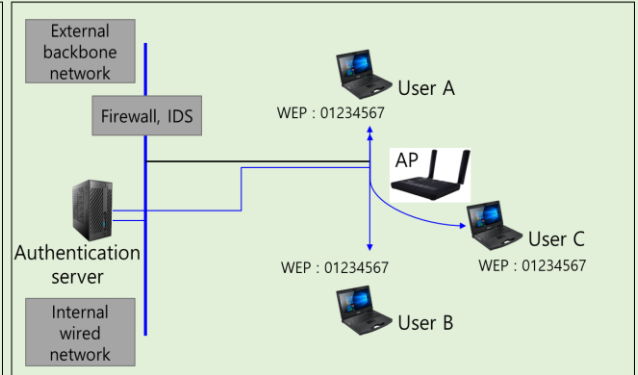 External
backbone
network
Firewall, IDS
User A
WEP : 01234567
AP
Authentication
server
User C
WEP : 01234567
WEP : 01234567
User B
Internal
wired
network